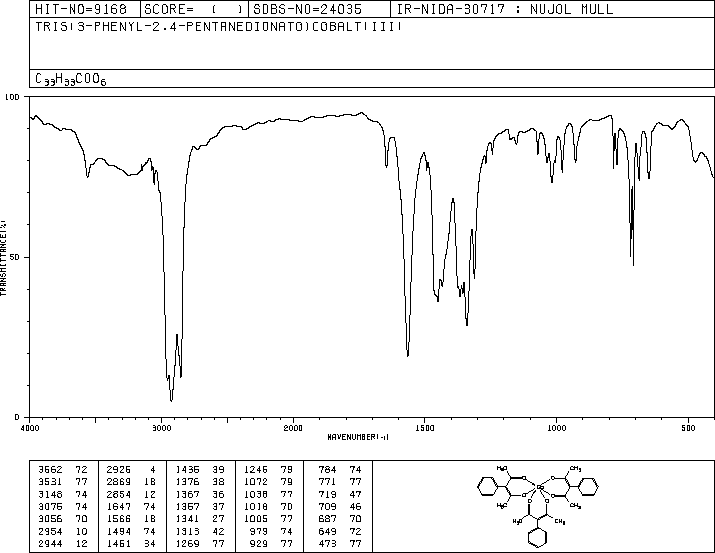 HIT-NO=9168 SCORE= ( ) SDBS-NO=24035 IR-NIDA-30717 : NUJOL MULL
TRIS(3-PHENYL-2,4-PENTANEDIONATO)COBALT(III)
C33H33COO6
100
50
0
TRANSMITTANCE(%)
4000 3000 2000 1500 1000 500
WAVENUMBER(-1)
3562 72 2925 4 1436 39 1246 79 784 74
3531 77 2869 18 1376 38 1072 79 771 77
3148 74 2854 12 1367 36 1038 77 719 47
3075 74 1647 74 1357 37 1018 70 709 46
3056 70 1566 18 1341 27 1005 77 687 70
2954 10 1494 74 1313 42 979 74 649 72
2944 12 1451 34 1269 77 929 77 473 77